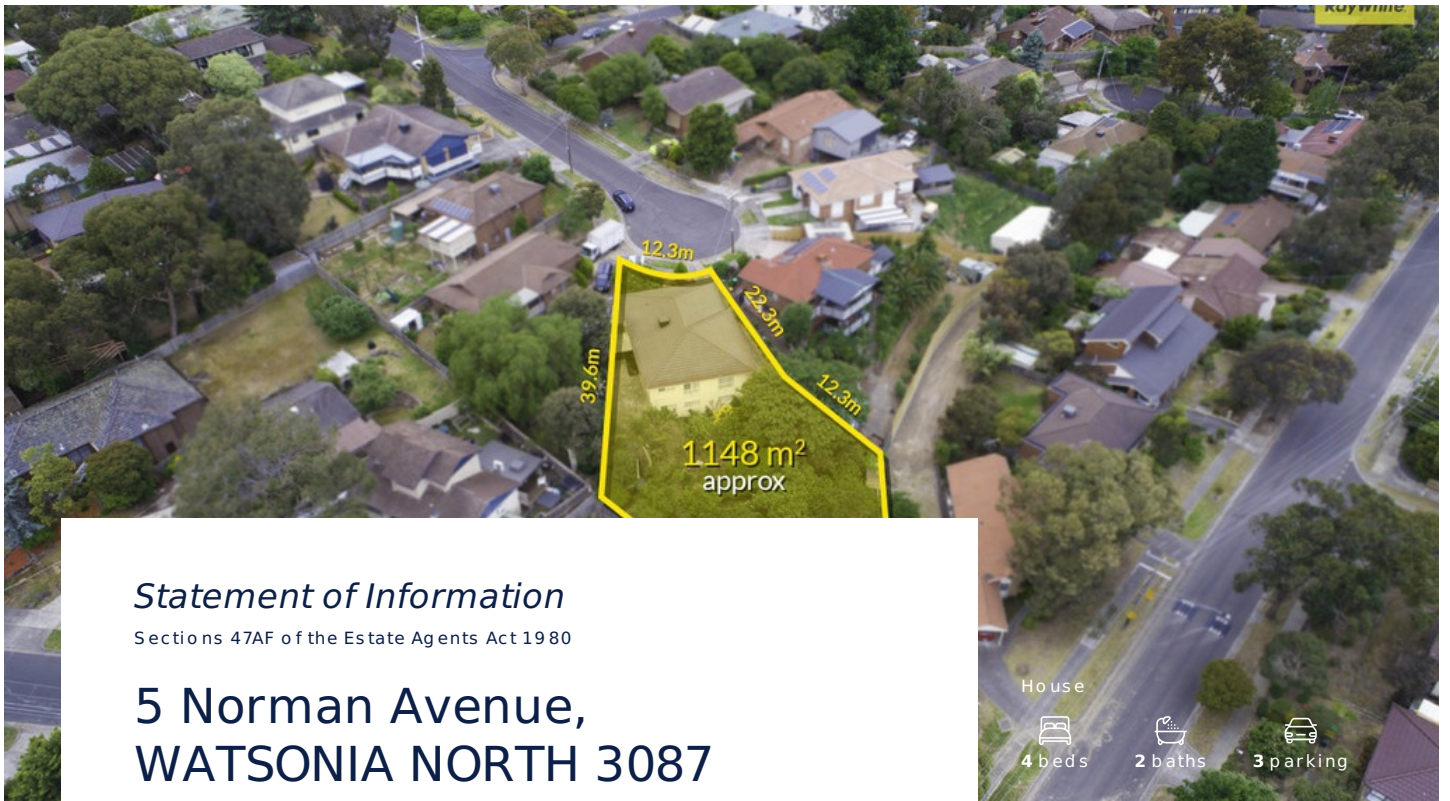 RayWhite
12.3m
22.3m
39.6m
12.3m
1148 m²
approx
Statement of Information
Sections 47AF of the Estate Agents Act 1980
5 Norman Avenue,
WATSONIA NORTH 3087
House
4 beds 2 baths 3 parking